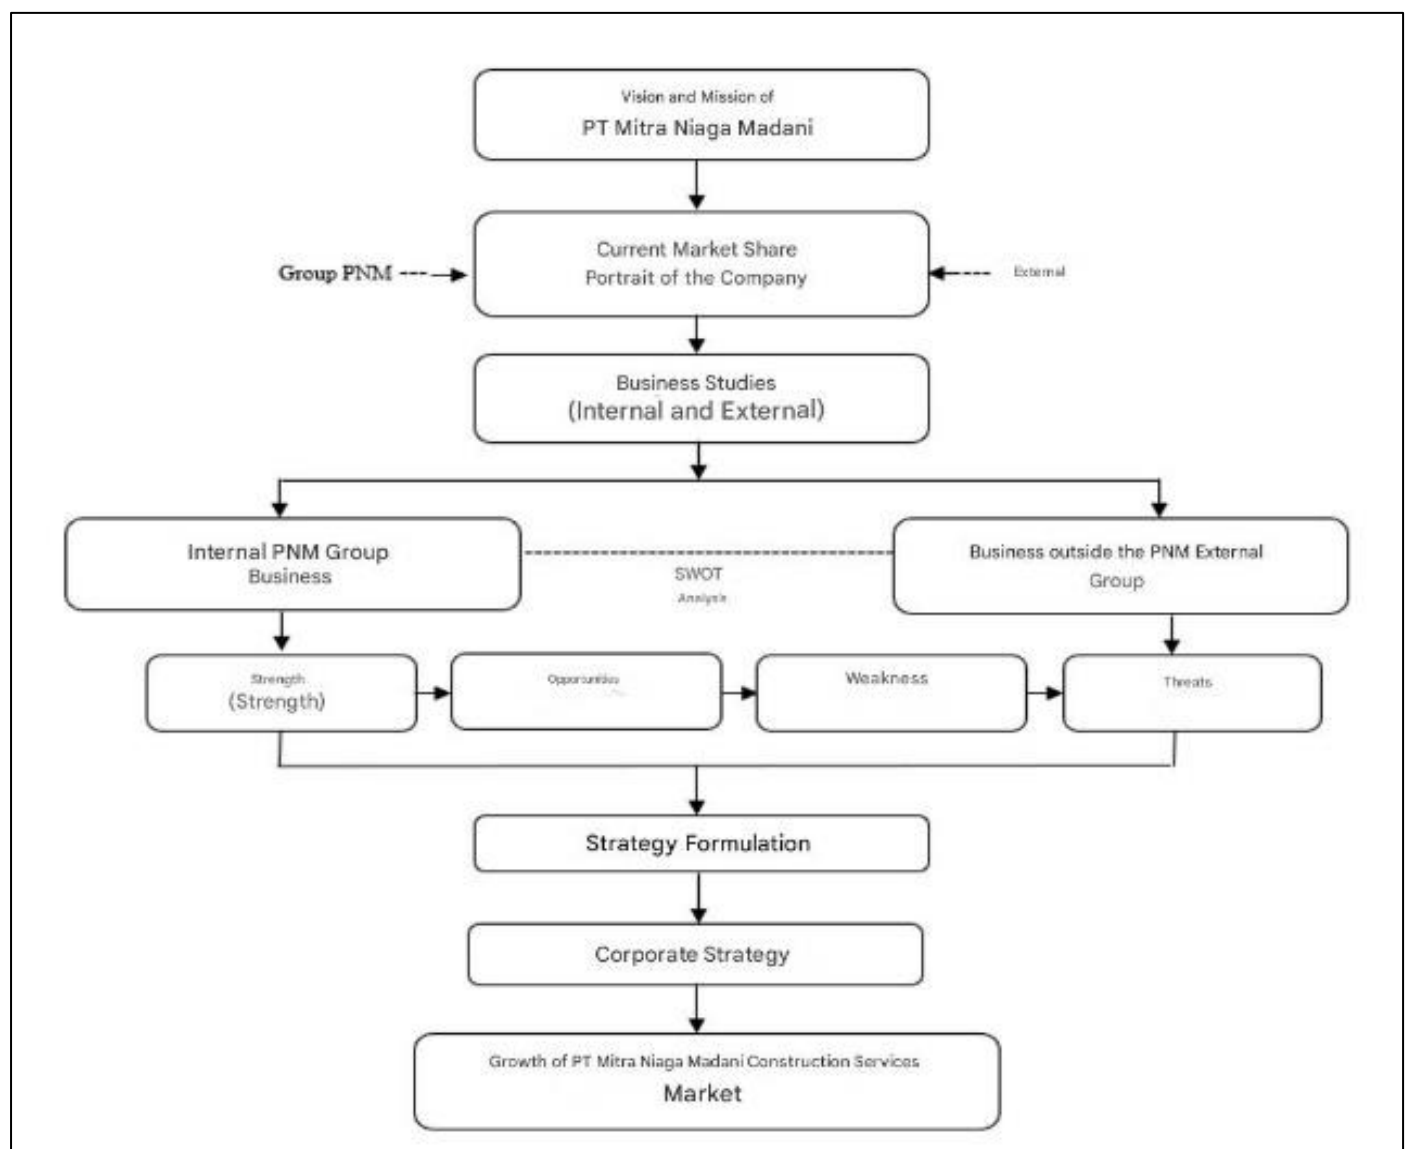 Vision and Mission of
PT Mitra Niaga Madani
Current Market Share
Portrait of the Company
Group PNM
External
Business Studies
(Internal and External)
Internal PNM Group
Business
SWOT
Analysis
Business outside the PNM External
Group
Strength
(Strength)
Opportunities
Weakness
Threats
Strategy Formulation
Corporate Strategy
Growth of PT Mitra Niaga Madani Construction Services
Market